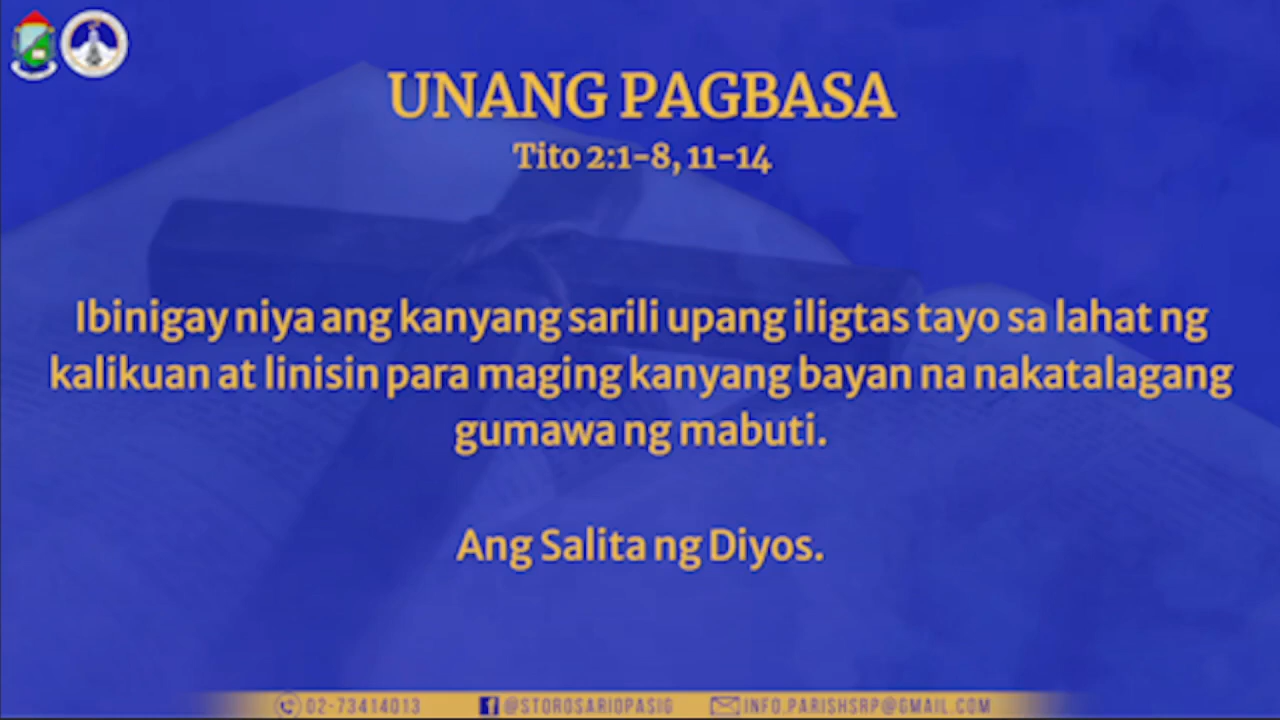 UNANG PAGBASA
Tito 2:1-8, 11-14
Ibinigay niya ang kanyang sarili upang iligtas tayo sa lahat ng
kalikuan at linisin para maging kanyang bayan na nakatalagang
gumawa ng mabuti.
Ang Salita ng Diyos.
02-73414013 @STOROSARIOPASIG INFO.PARISHSRP@GMAIL.COM